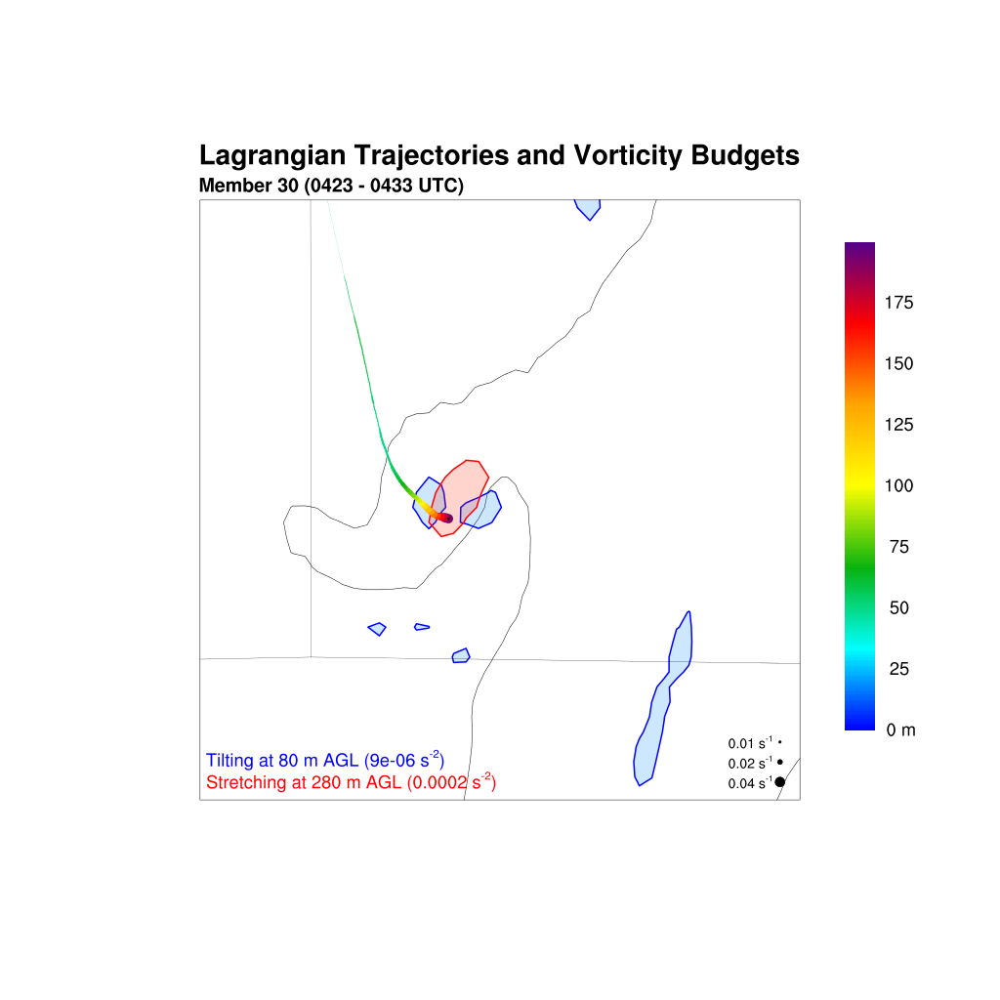 Lagrangian Trajectories and Vorticity Budgets
Member 30 (0423 - 0433 UTC)
175
150
125
100
75
50
25
0 m
0.01 s⁻¹
0.02 s⁻¹
0.04 s⁻¹
Tilting at 80 m AGL (9e-06 s⁻²)
Stretching at 280 m AGL (0.0002 s⁻²)